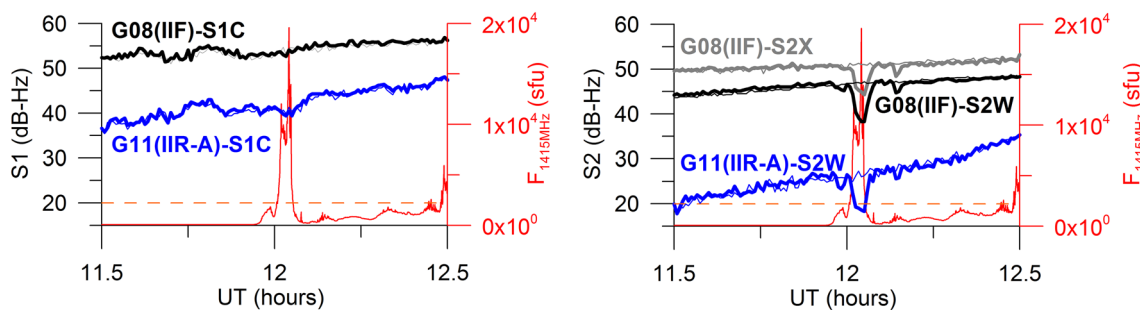 60
50
40
30
20
S1 (dB-Hz)
G08(IIF)-S1C
G11(IIR-A)-S1C
2x10⁴
1x10⁴
0x10⁰
F1415MHz (sfu)
11.5
12
12.5
UT (hours)
60
50
40
30
20
S2 (dB-Hz)
G08(IIF)-S2X
G08(IIF)-S2W
G11(IIR-A)-S2W
2x10⁴
1x10⁴
0x10⁰
F1415MHz (sfu)
11.5
12
12.5
UT (hours)